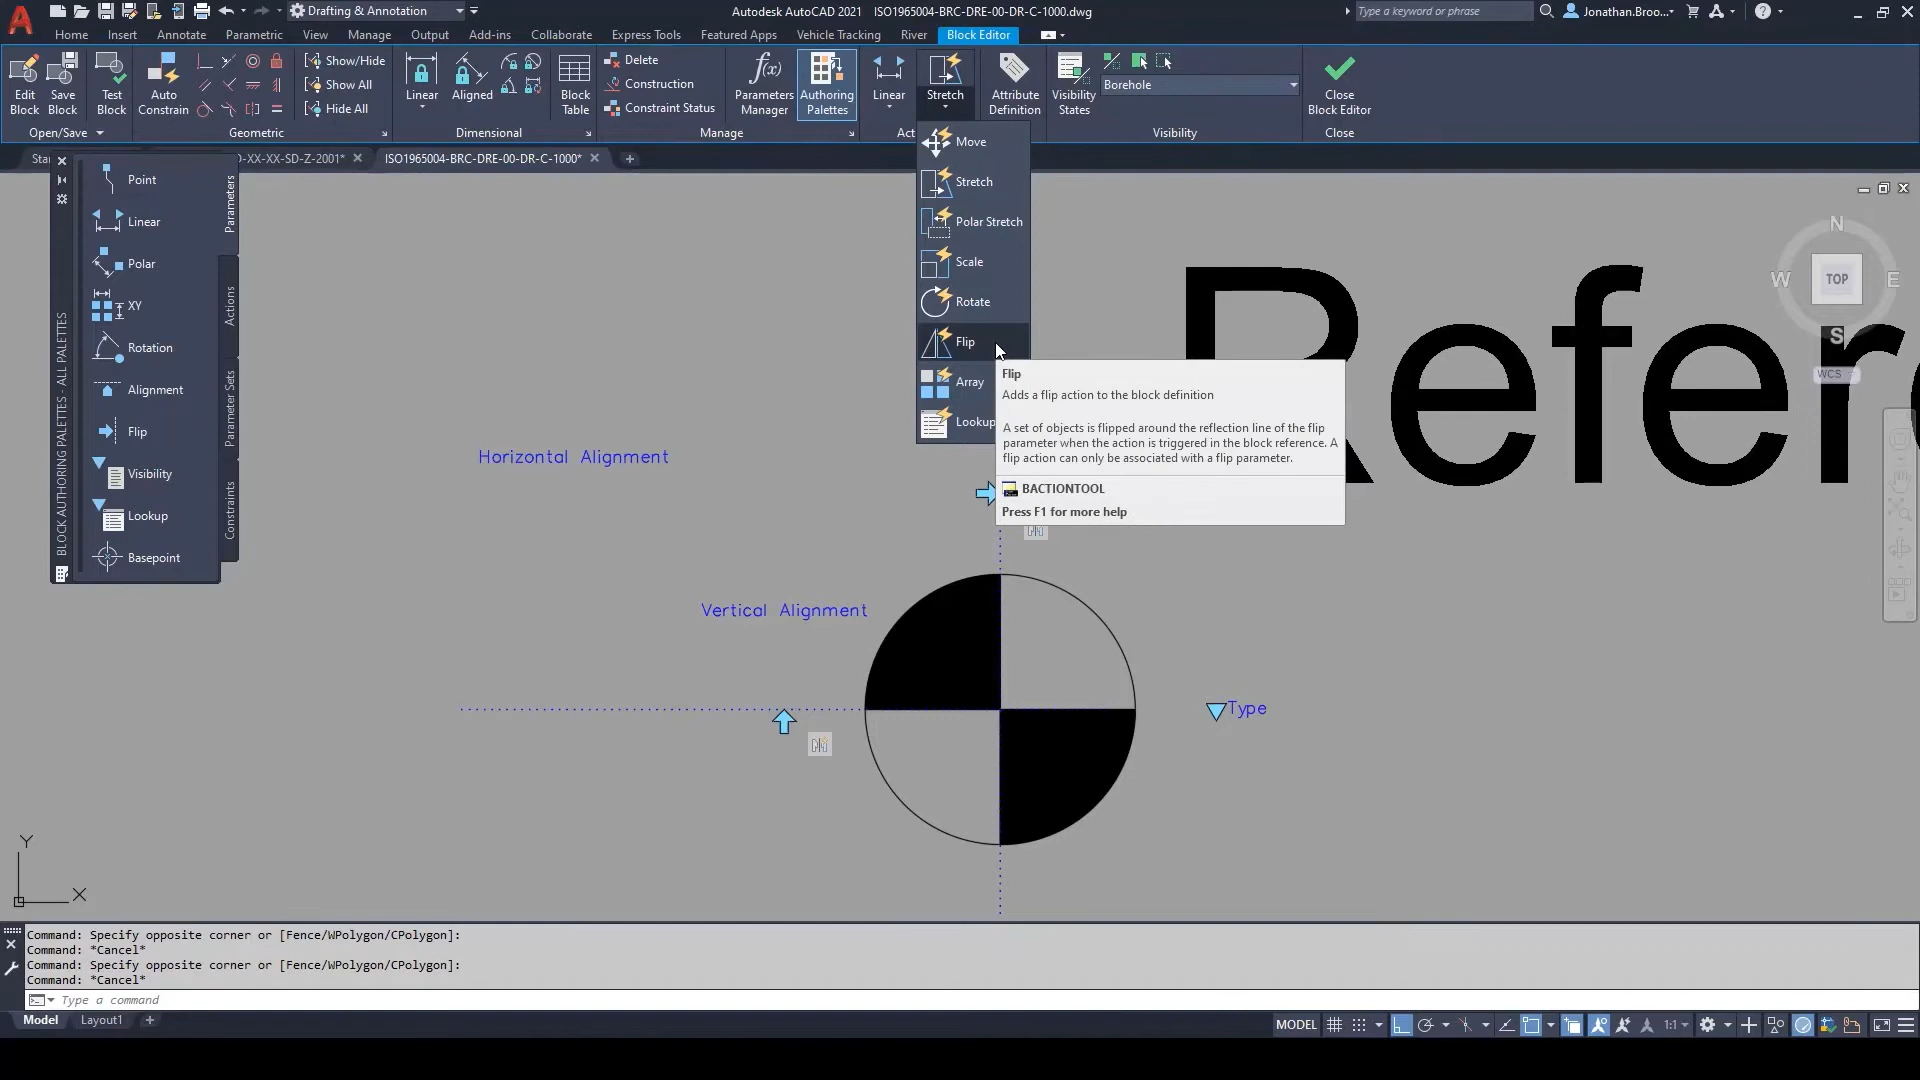 Drafting & Annotation
Autodesk AutoCAD 2021 ISO1965004-BRC-DRE-00-DR-C-1000.dwg
Type a keyword or phrase
Jonathan.Broo...
Home Insert Annotate Parametric View Manage Output Add-ins Collaborate Express Tools Featured Apps Vehicle Tracking River Block Editor
Edit Block
Save Block
Test Block
Auto Constrain
Show/Hide
Show All
Hide All
Linear
Aligned
Block Table
Delete
Construction
Constraint Status
Parameters Manager
Authoring Palettes
Linear
Stretch
Attribute Definition
Visibility States
Borehole
Close Block Editor
Open/Save
Geometric
Dimensional
Manage
Act
Visibility
Close
Star
D-XX-XX-SD-Z-2001*
ISO1965004-BRC-DRE-00-DR-C-1000*
Point
Linear
Polar
XY
Rotation
Alignment
Flip
Visibility
Lookup
Basepoint
Parameters
Actions
Parameter Sets
Constraints
BLOCK AUTHORING PALETTES - ALL PALETTES
Move
Stretch
Polar Stretch
Scale
Rotate
Flip
Array
Lookup
Flip
Adds a flip action to the block definition
A set of objects is flipped around the reflection line of the flip
parameter when the action is triggered in the block reference. A
flip action can only be associated with a flip parameter.
BACTIONTOOL
Press F1 for more help
Refer
N
W TOP E
S
WCS
Horizontal Alignment
Vertical Alignment
Type
Y
X
Command: Specify opposite corner or [Fence/WPolygon/CPolygon]:
Command: *Cancel*
Command: Specify opposite corner or [Fence/WPolygon/CPolygon]:
Command: *Cancel*
Type a command
Model Layout1
MODEL
1:1